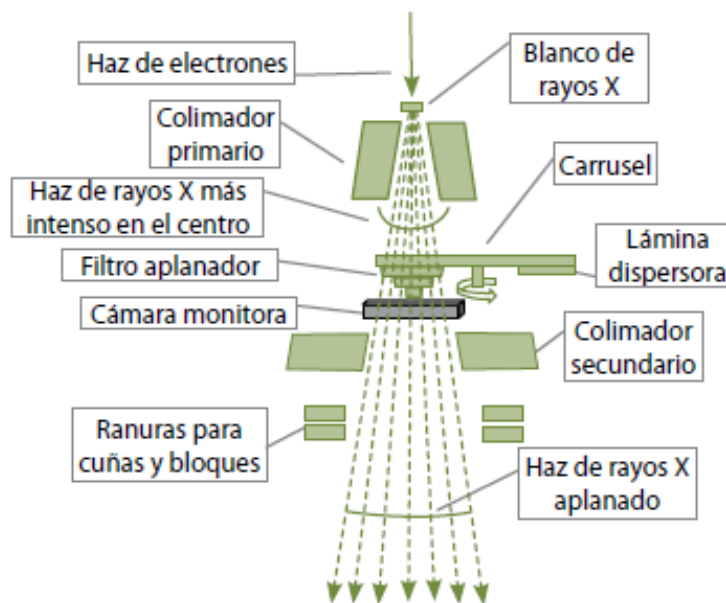 Haz de electrones
Blanco de
rayos X
Colimador
primario
Carrusel
Haz de rayos X más
intenso en el centro
Lámina
dispersora
Filtro aplanador
Cámara monitora
Colimador
secundario
Ranuras para
cuñas y bloques
Haz de rayos X
aplanado